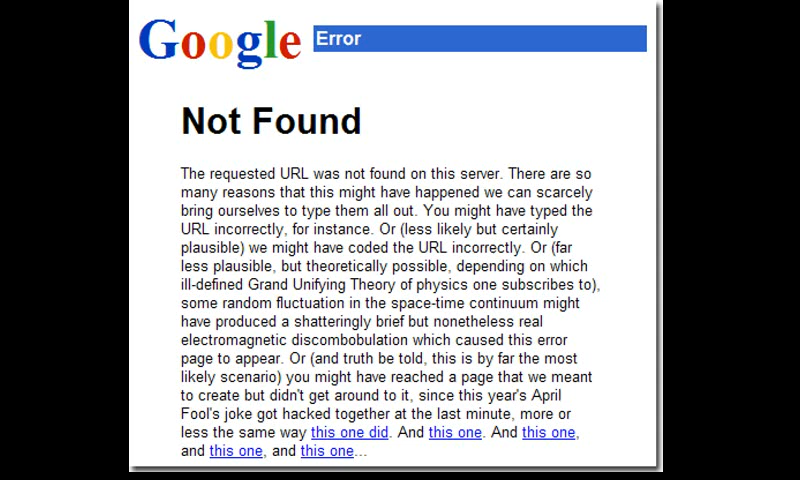 Google Error
Not Found
The requested URL was not found on this server. There are so
many reasons that this might have happened we can scarcely
bring ourselves to type them all out. You might have typed the
URL incorrectly, for instance. Or (less likely but certainly
plausible) we might have coded the URL incorrectly. Or (far
less plausible, but theoretically possible, depending on which
ill-defined Grand Unifying Theory of physics one subscribes to),
some random fluctuation in the space-time continuum might
have produced a shatteringly brief but nonetheless real
electromagnetic discombobulation which caused this error
page to appear. Or (and truth be told, this is by far the most
likely scenario) you might have reached a page that we meant
to create but didn't get around to it, since this year's April
Fool's joke got hacked together at the last minute, more or
less the same way this one did. And this one. And this one,
and this one, and this one...